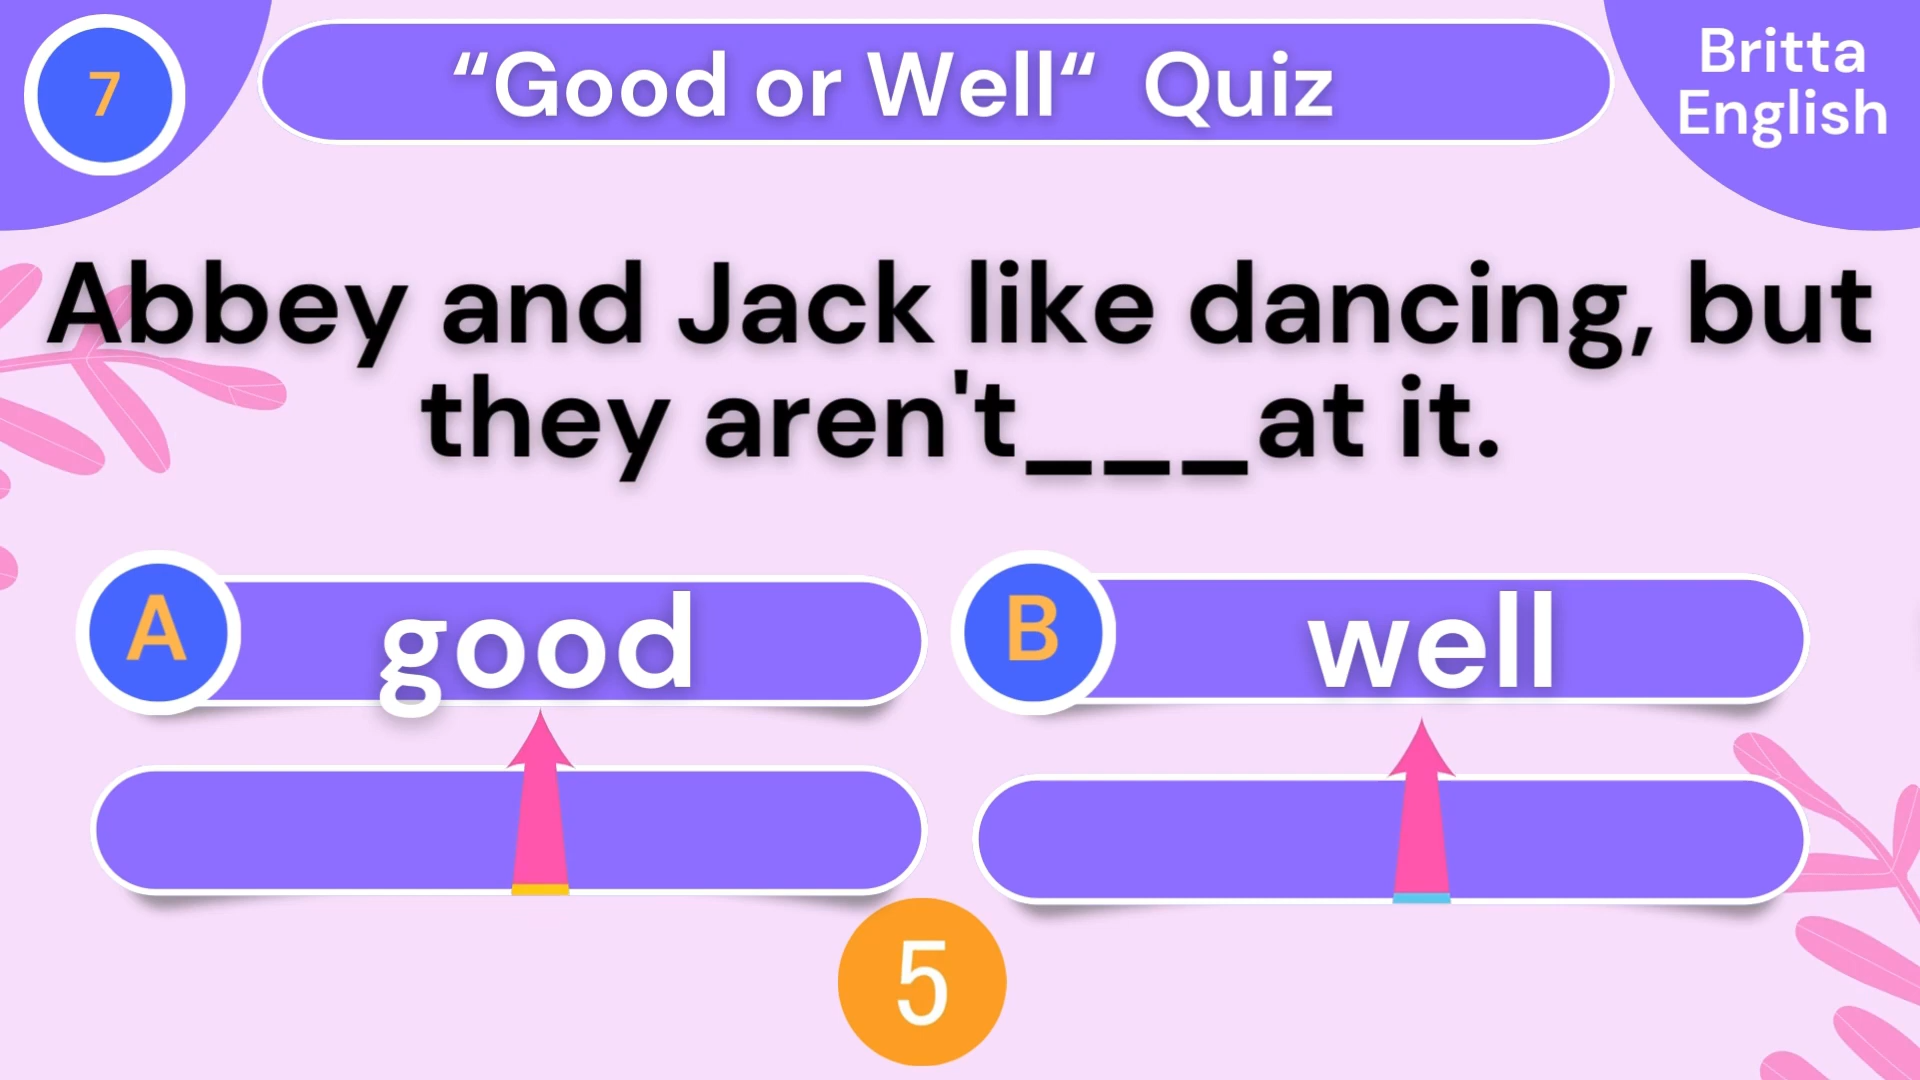 7
“Good or Well“ Quiz
Britta
English
Abbey and Jack like dancing, but
they aren't___at it.
A good
B well
5